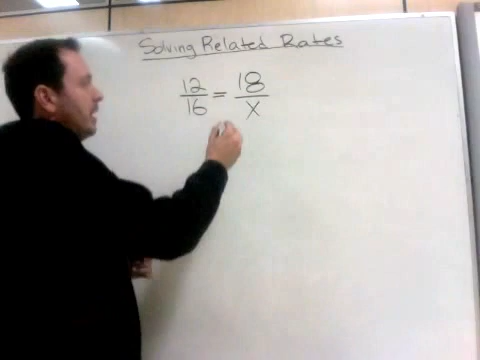 Solving Related Rates
12/16 = 18/x